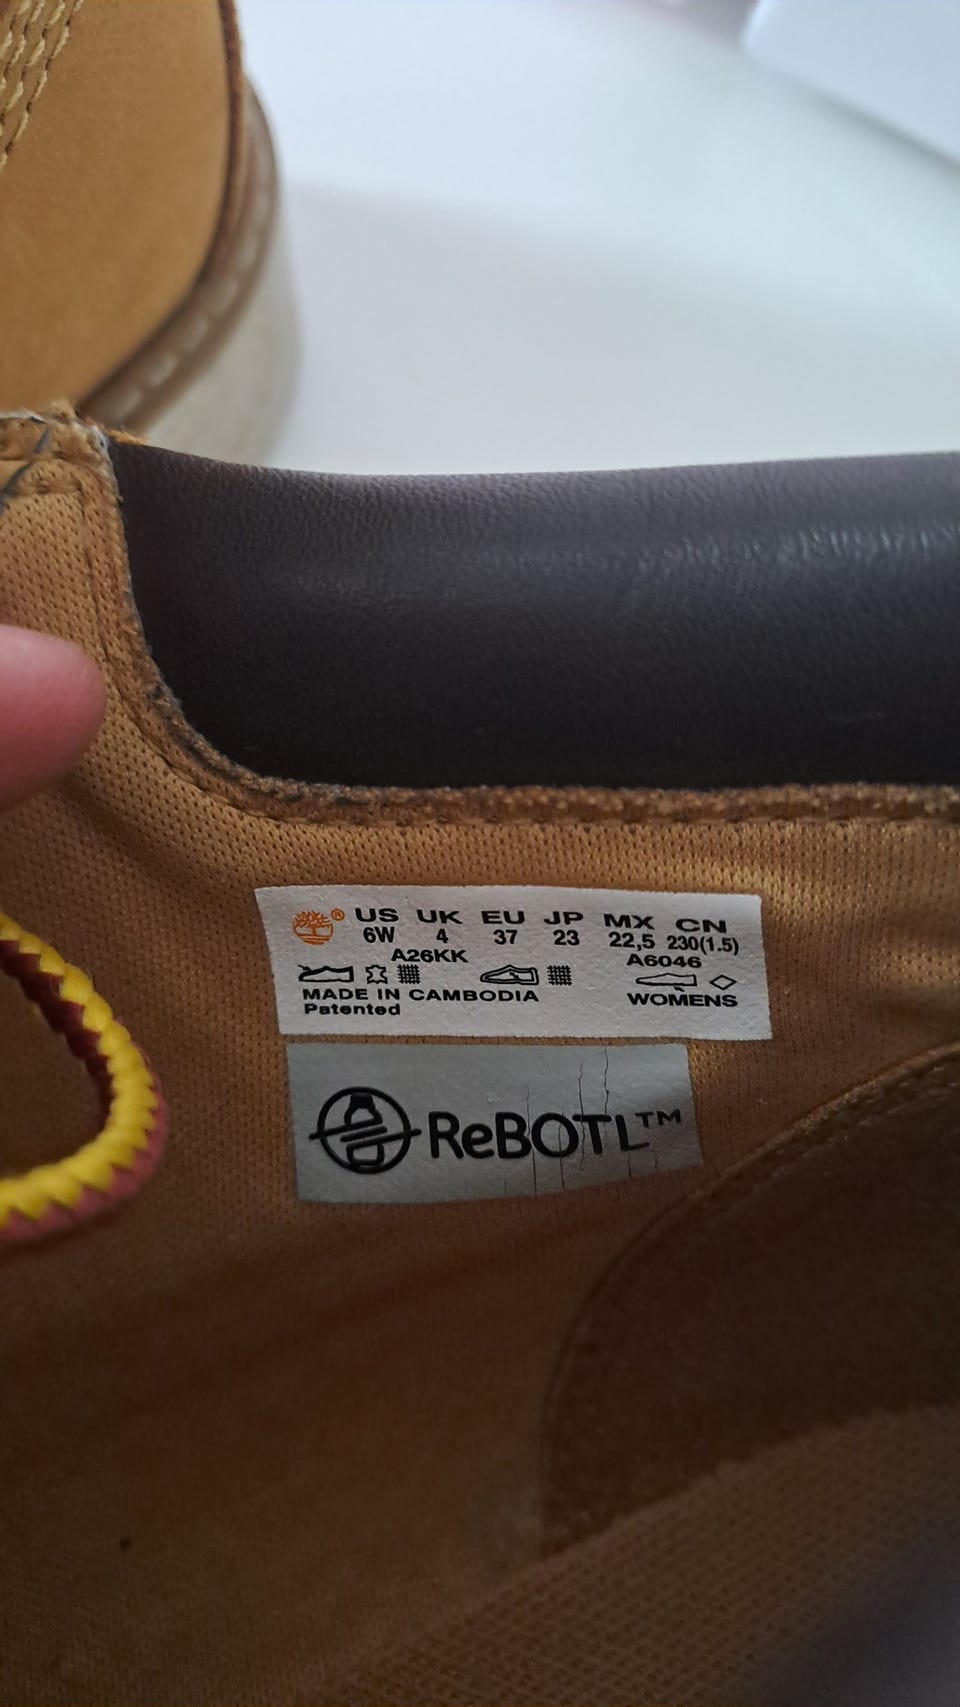 ® US UK EU JP MX CN
6W 4 37 23 22,5 230(1.5)
A26KK A6046
MADE IN CAMBODIA WOMENS
Patented
ReBOTL™